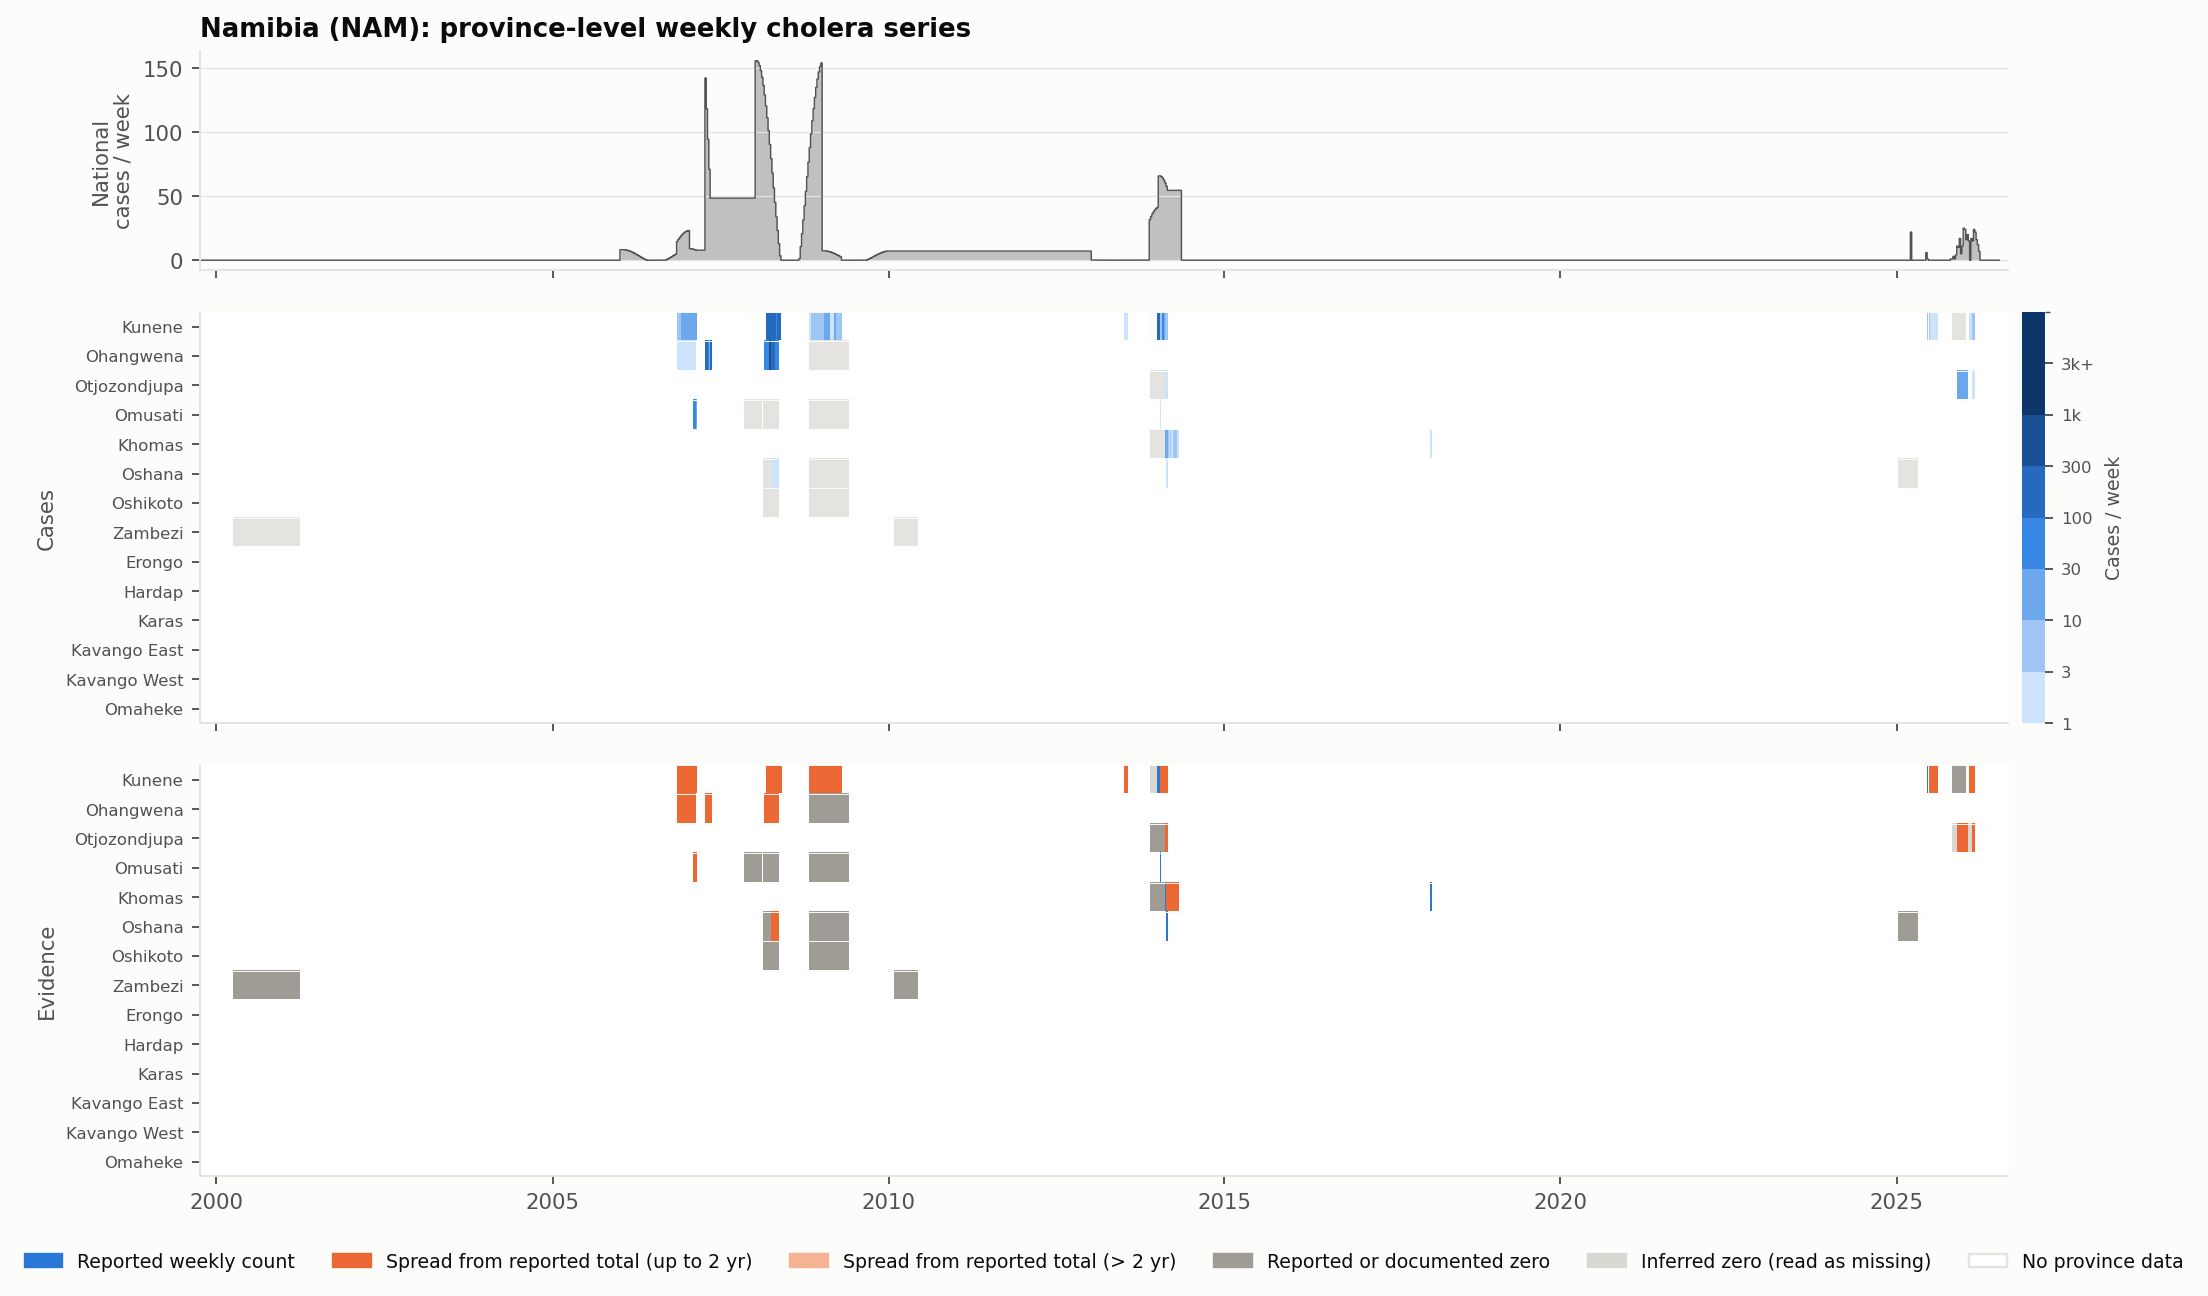 Namibia (NAM): province-level weekly cholera series
National
cases / week
150
100
50
0
Cases
Kunene
Ohangwena
Otjozondjupa
Omusati
Khomas
Oshana
Oshikoto
Zambezi
Erongo
Hardap
Karas
Kavango East
Kavango West
Omaheke
3k+
1k
300
100
30
10
3
1
Cases / week
Evidence
Kunene
Ohangwena
Otjozondjupa
Omusati
Khomas
Oshana
Oshikoto
Zambezi
Erongo
Hardap
Karas
Kavango East
Kavango West
Omaheke
2000 2005 2010 2015 2020 2025
Reported weekly count Spread from reported total (up to 2 yr) Spread from reported total (> 2 yr) Reported or documented zero Inferred zero (read as missing) No province data